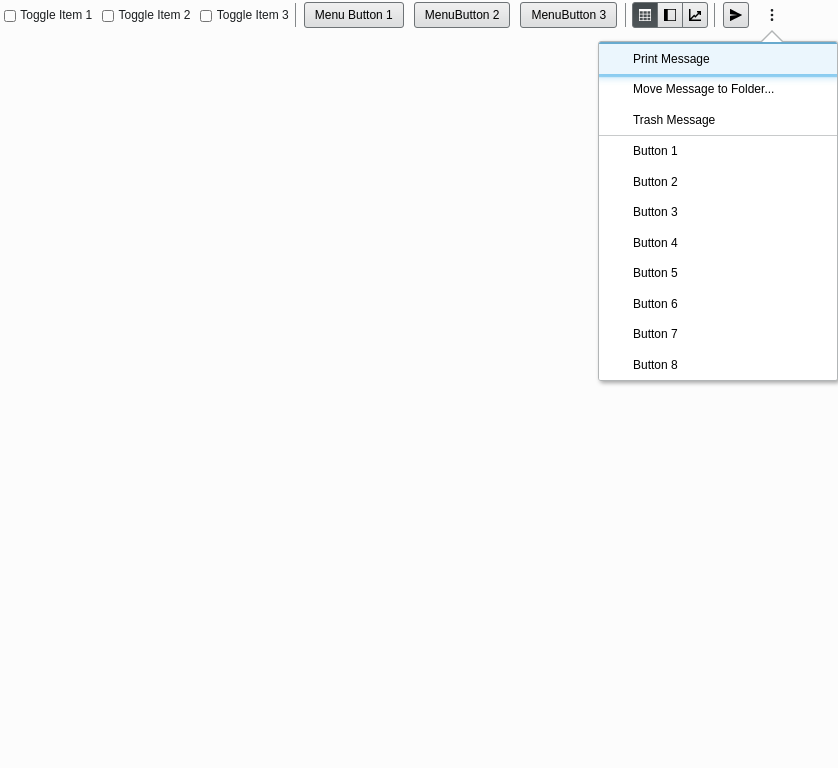 Toggle Item 1 Toggle Item 2 Toggle Item 3 Menu Button 1 MenuButton 2 MenuButton 3
Print Message
Move Message to Folder...
Trash Message
Button 1
Button 2
Button 3
Button 4
Button 5
Button 6
Button 7
Button 8